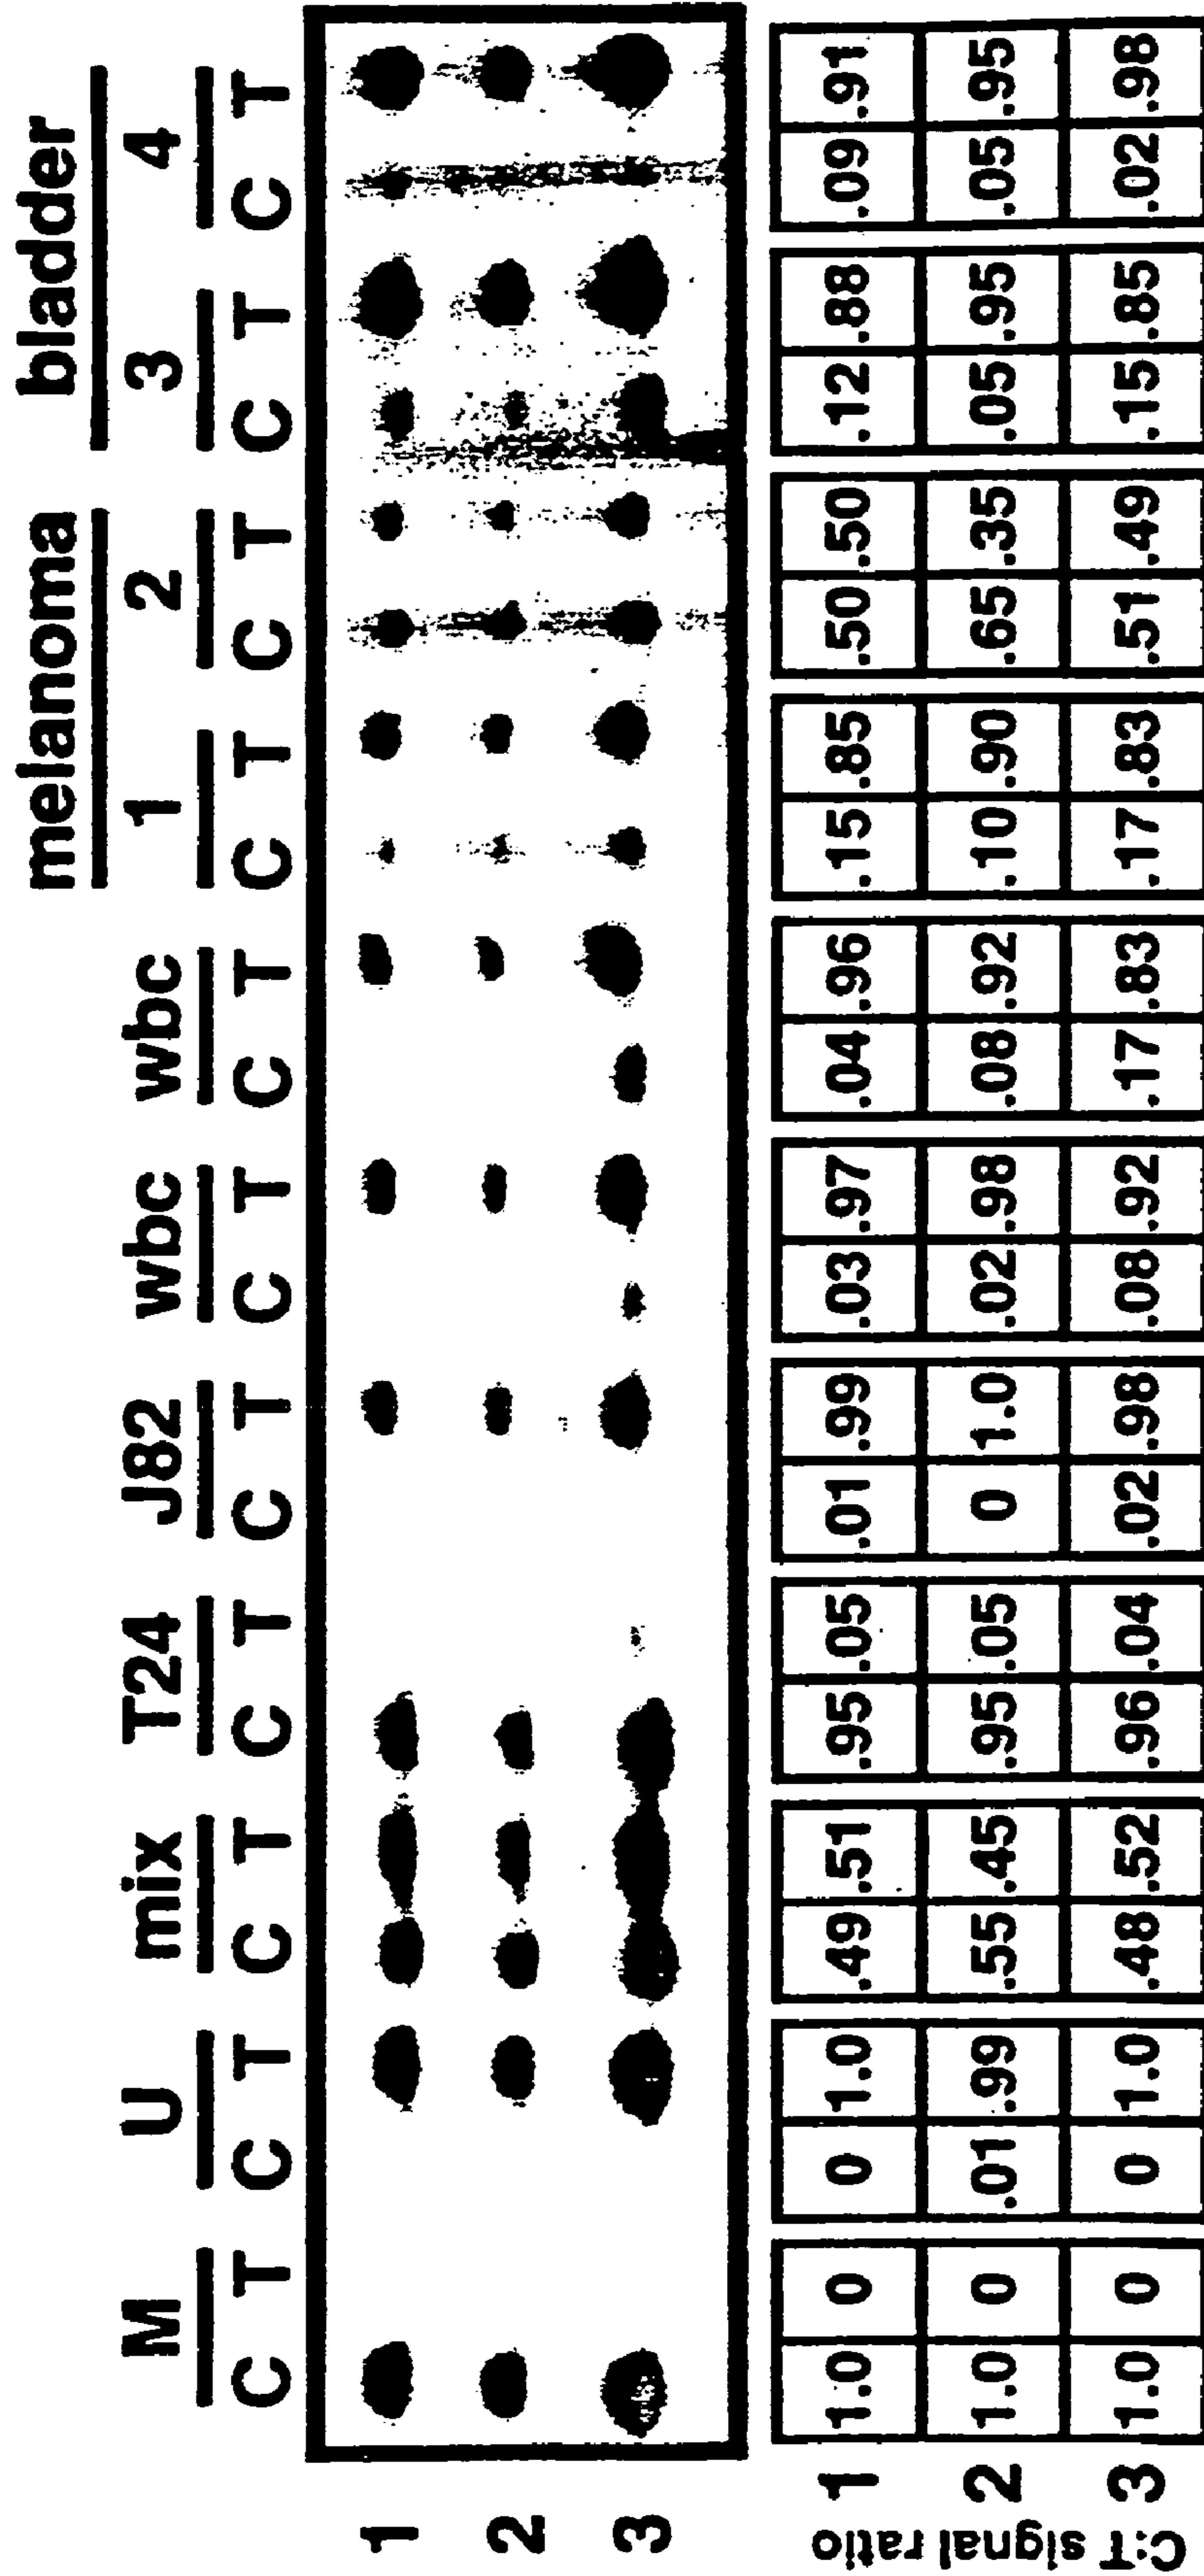 melanoma bladder
M U mix T24 J82 wbc wbc 1 2 3 4
C T C T C T C T C T C T C T C T C T C T C T
1
2
3
1 1.0 0 0 1.0 .49 .51 .95 .05 .01 .99 .03 .97 .04 .96 .15 .85 .50 .50 .12 .88 .09 .91
2 1.0 0 .01 .99 .55 .45 .95 .05 0 1.0 .02 .98 .08 .92 .10 .90 .65 .35 .05 .95 .05 .95
3 1.0 0 0 1.0 .48 .52 .96 .04 .02 .98 .08 .92 .17 .83 .17 .83 .51 .49 .15 .85 .02 .98
C:T signal ratio